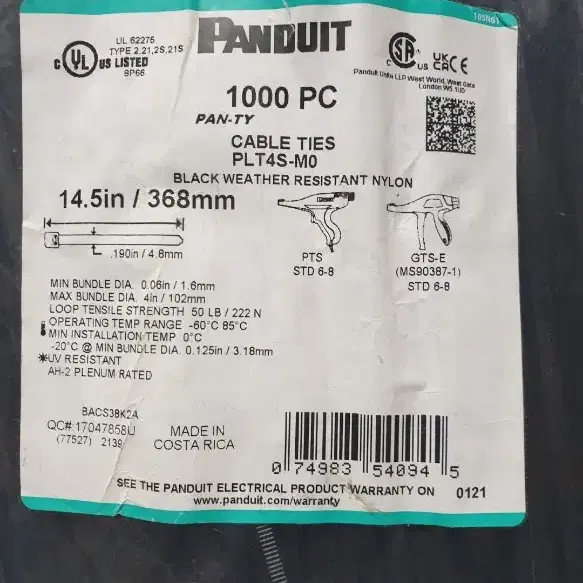 105N61
UL 62275
TYPE 2,21,2S,21S
C UL US LISTED
8P66
PANDUIT
CSA US UK CA CE
Panduit Unite LLP West World, West Gate
London W5 1UD
1000 PC
PAN-TY
CABLE TIES
PLT4S-M0
BLACK WEATHER RESISTANT NYLON
14.5in / 368mm
.190in / 4.8mm
PTS
STD 6-8
GTS-E
(MS90387-1)
STD 6-8
MIN BUNDLE DIA. 0.06in / 1.6mm
MAX BUNDLE DIA. 4in / 102mm
LOOP TENSILE STRENGTH 50 LB / 222 N
OPERATING TEMP RANGE -60°C 85°C
MIN INSTALLATION TEMP 0°C
-20°C @ MIN BUNDLE DIA. 0.125in / 3.18mm
UV RESISTANT
AH-2 PLENUM RATED
BACS38K2A
QC#:17047858U
(77527) 2139
MADE IN
COSTA RICA
0 74983 54094 5
SEE THE PANDUIT ELECTRICAL PRODUCT WARRANTY ON
www.panduit.com/warranty
0121